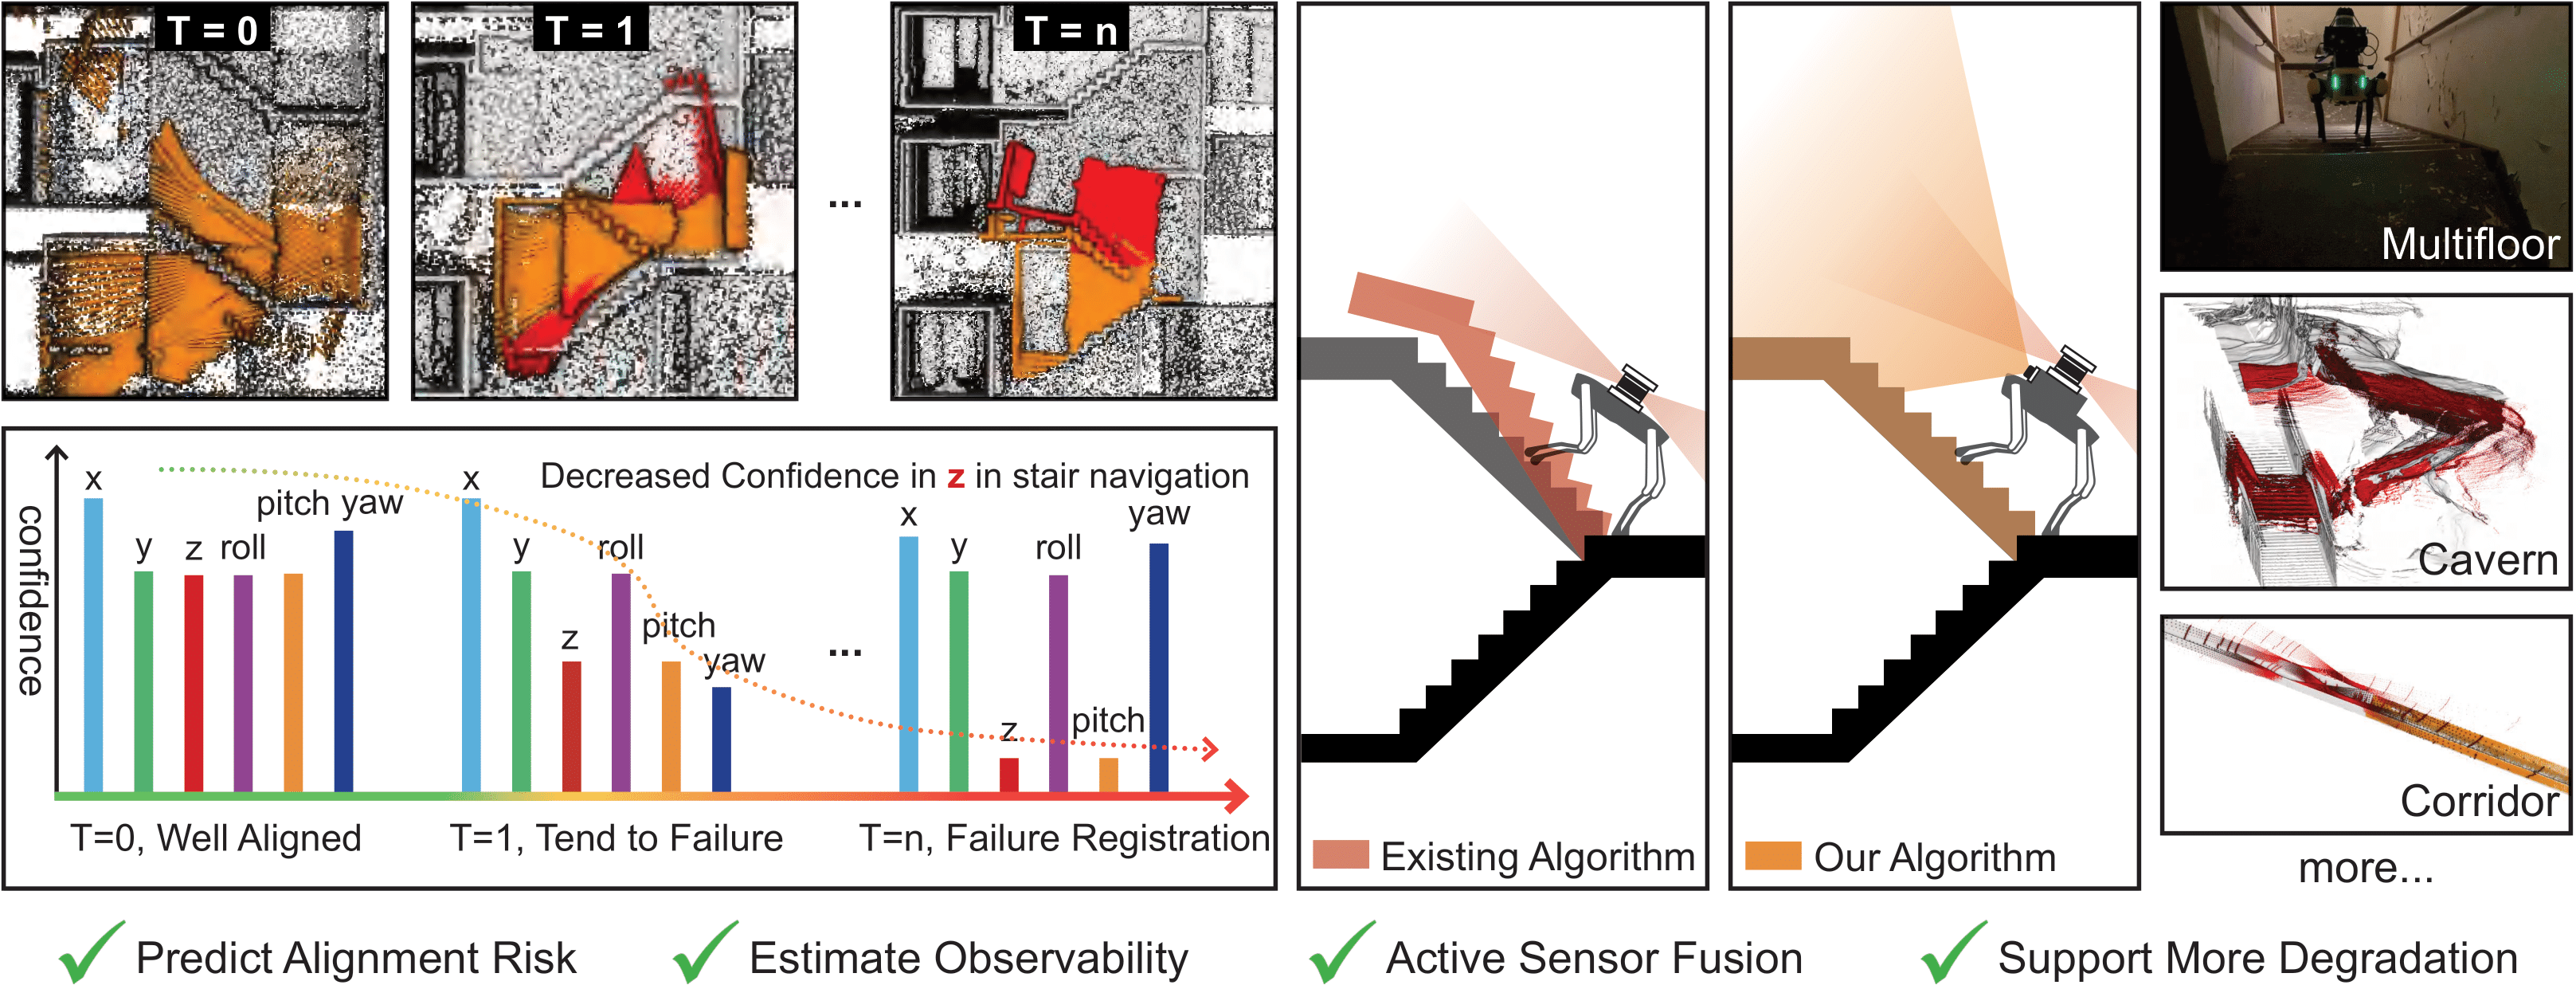 T = 0
T = 1
...
T = n
confidence
Decreased Confidence in z in stair navigation
x
y
z
roll
pitch
yaw
x
y
z
roll
pitch
yaw
...
x
y
z
roll
pitch
yaw
T=0, Well Aligned
T=1, Tend to Failure
T=n, Failure Registration
Existing Algorithm
Our Algorithm
Multifloor
Cavern
Corridor
more...
Predict Alignment Risk
Estimate Observability
Active Sensor Fusion
Support More Degradation